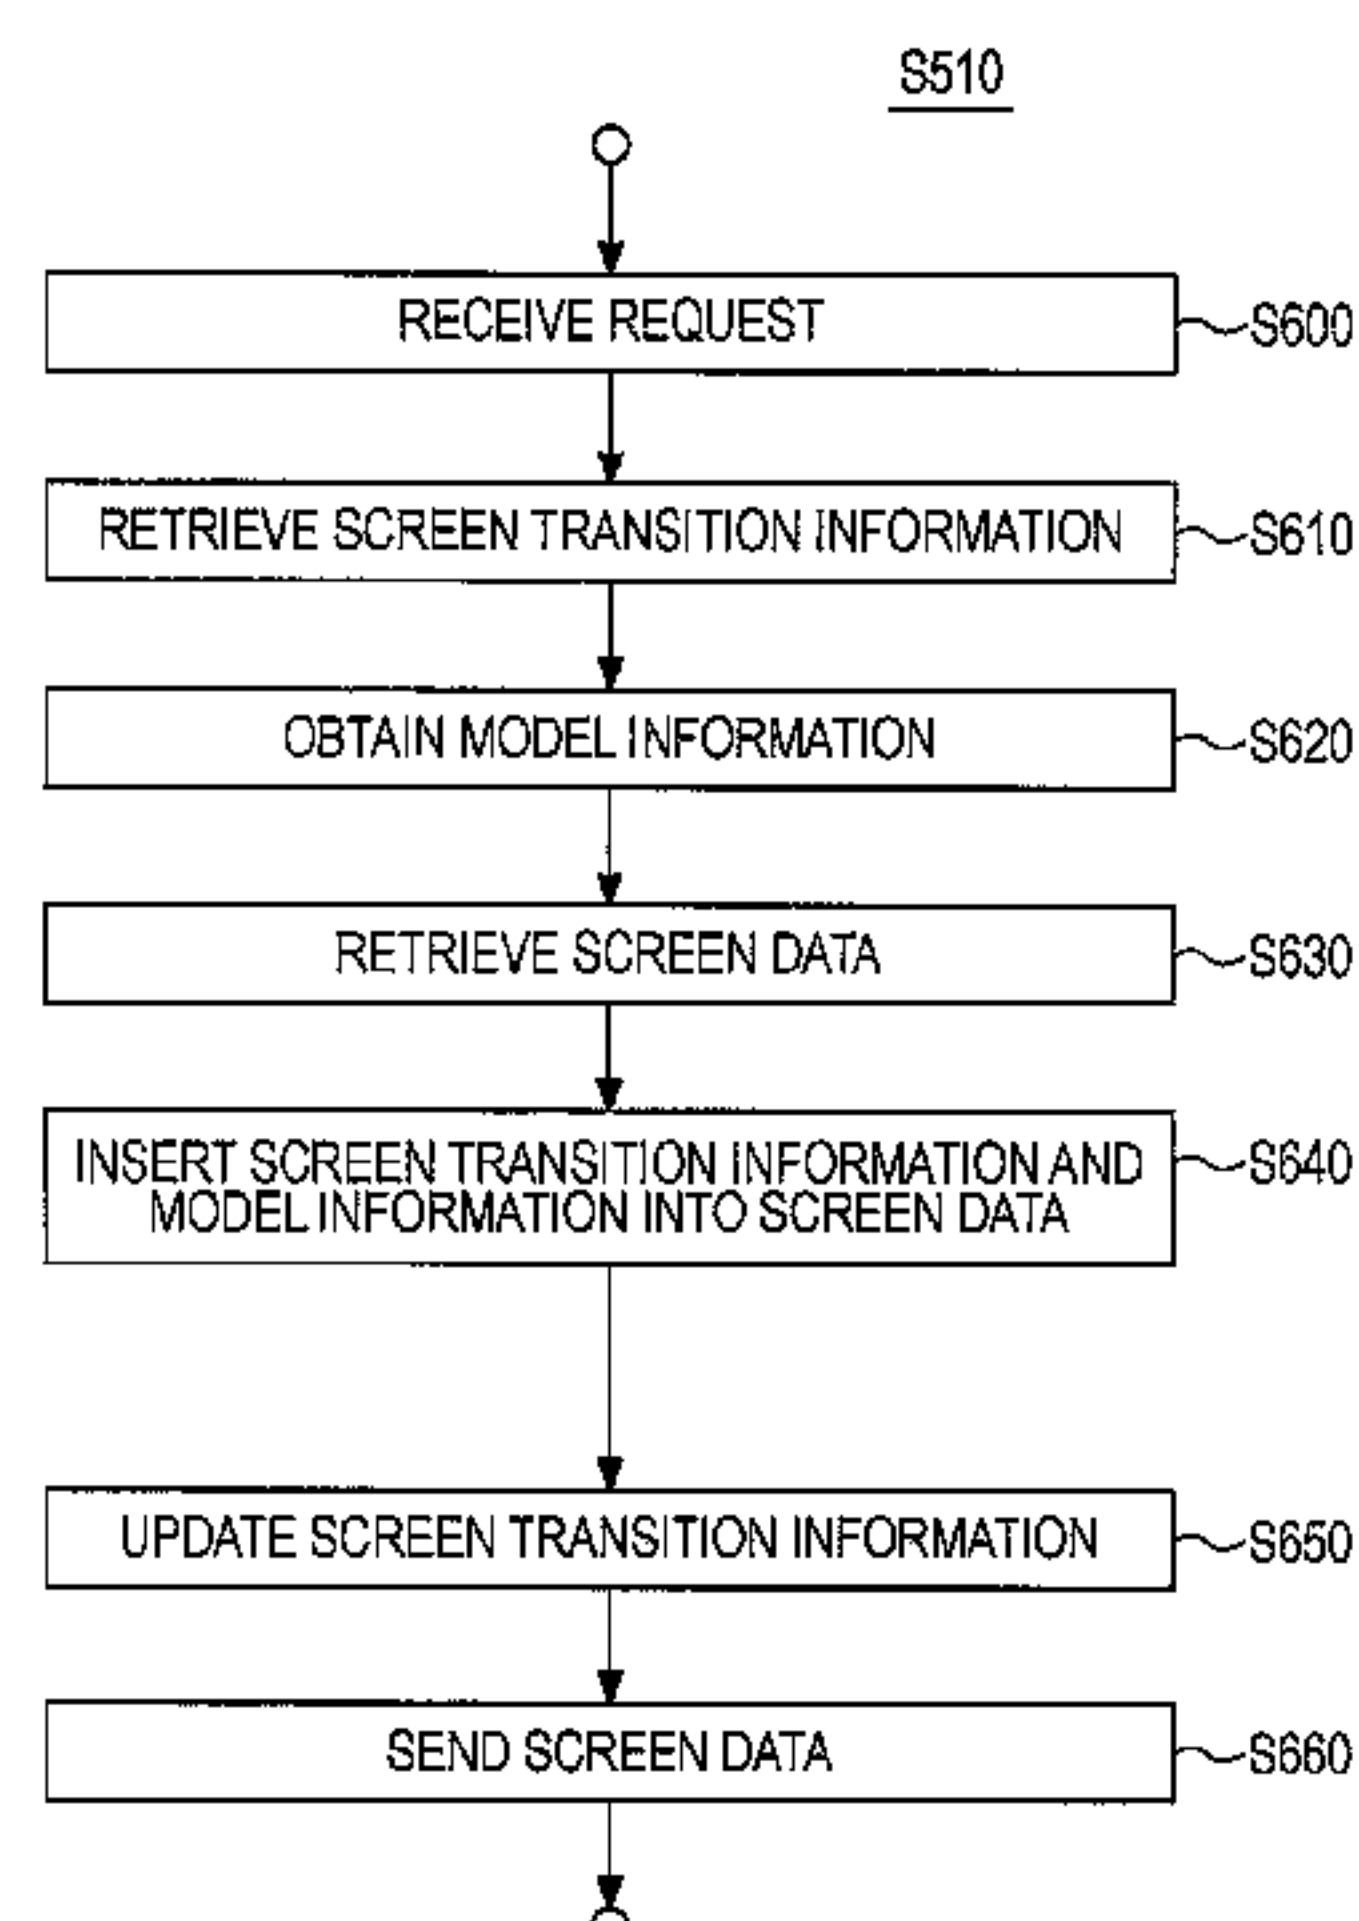 S510
RECEIVE REQUEST
S600
RETRIEVE SCREEN TRANSITION INFORMATION
S610
OBTAIN MODEL INFORMATION
S620
RETRIEVE SCREEN DATA
S630
INSERT SCREEN TRANSITION INFORMATION AND
MODEL INFORMATION INTO SCREEN DATA
S640
UPDATE SCREEN TRANSITION INFORMATION
S650
SEND SCREEN DATA
S660